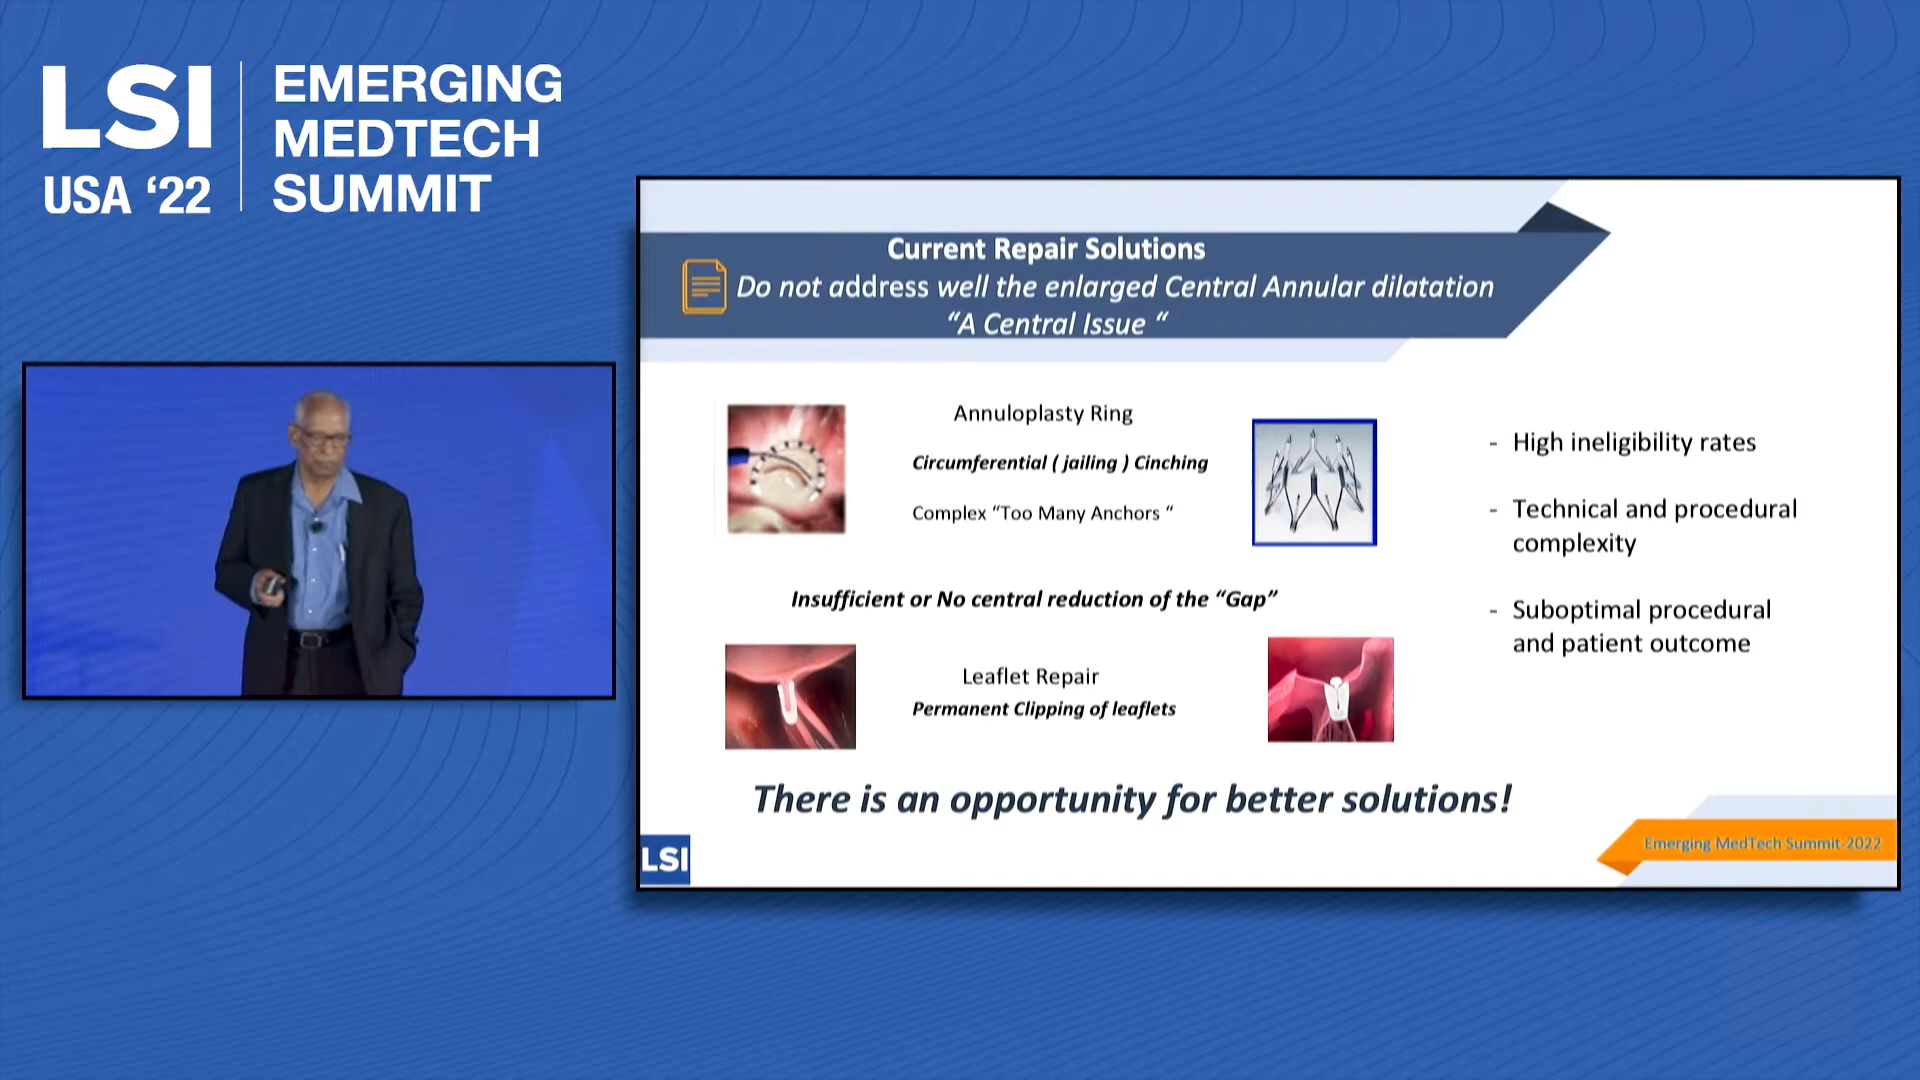 LSI
USA ‘22
EMERGING
MEDTECH
SUMMIT
Current Repair Solutions
Do not address well the enlarged Central Annular dilatation
“A Central Issue “
Annuloplasty Ring
Circumferential ( jailing ) Cinching
Complex “Too Many Anchors “
Insufficient or No central reduction of the “Gap”
Leaflet Repair
Permanent Clipping of leaflets
- High ineligibility rates
- Technical and procedural
complexity
- Suboptimal procedural
and patient outcome
There is an opportunity for better solutions!
LSI
Emerging MedTech Summit-2022